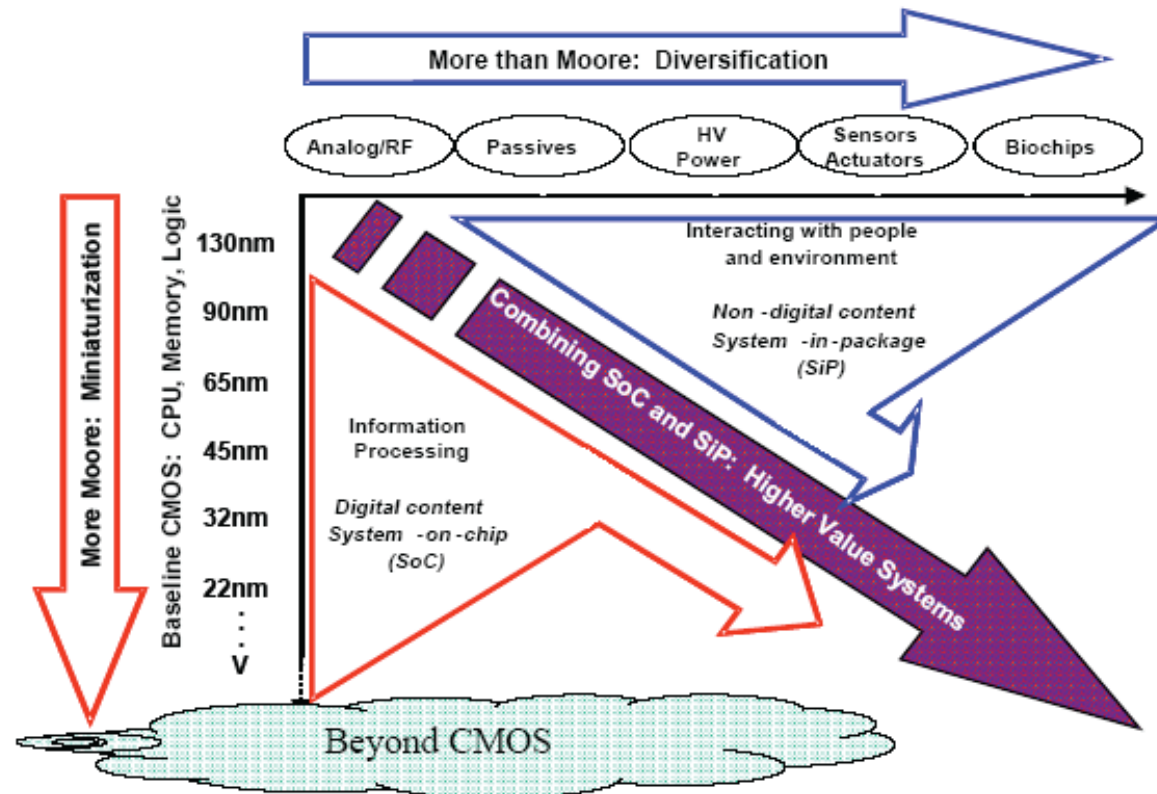 More than Moore: Diversification
Analog/RF
Passives
HV
Power
Sensors
Actuators
Biochips
More Moore: Miniaturization
Baseline CMOS: CPU, Memory, Logic
130nm
90nm
65nm
45nm
32nm
22nm
.
.
.
V
Interacting with people
and environment
Non -digital content
System -in-package
(SiP)
Combining SoC and SiP: Higher Value Systems
Information
Processing
Digital content
System -on-chip
(SoC)
Beyond CMOS